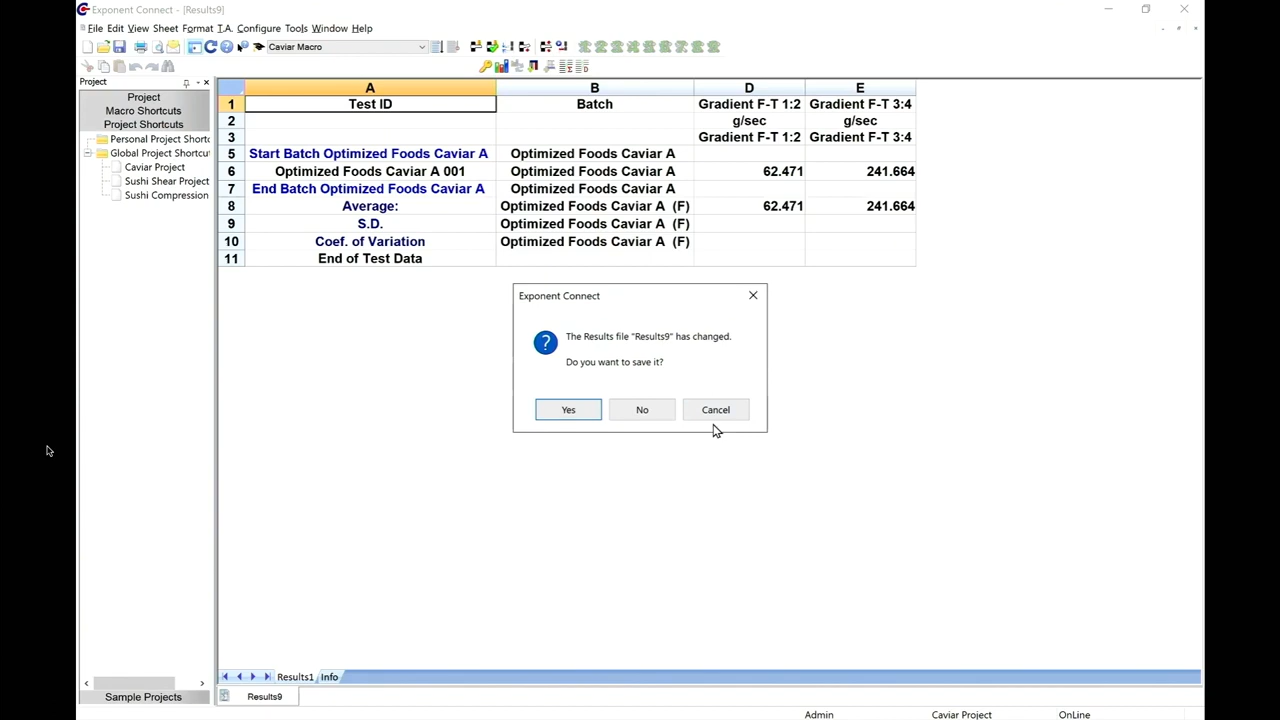 Exponent Connect - [Results9]
File Edit View Sheet Format T.A. Configure Tools Window Help
Caviar Macro
Project
Project
Macro Shortcuts
Project Shortcuts
Personal Project Shortc
Global Project Shortcu
Caviar Project
Sushi Shear Project
Sushi Compression
Sample Projects
A B D E
1 Test ID Batch Gradient F-T 1:2 Gradient F-T 3:4
2 g/sec g/sec
3 Gradient F-T 1:2 Gradient F-T 3:4
5 Start Batch Optimized Foods Caviar A Optimized Foods Caviar A
6 Optimized Foods Caviar A 001 Optimized Foods Caviar A 62.471 241.664
7 End Batch Optimized Foods Caviar A Optimized Foods Caviar A
8 Average: Optimized Foods Caviar A (F) 62.471 241.664
9 S.D. Optimized Foods Caviar A (F)
10 Coef. of Variation Optimized Foods Caviar A (F)
11 End of Test Data
Exponent Connect
The Results file "Results9" has changed.
Do you want to save it?
Yes No Cancel
Results1 Info
Results9
Admin Caviar Project OnLine